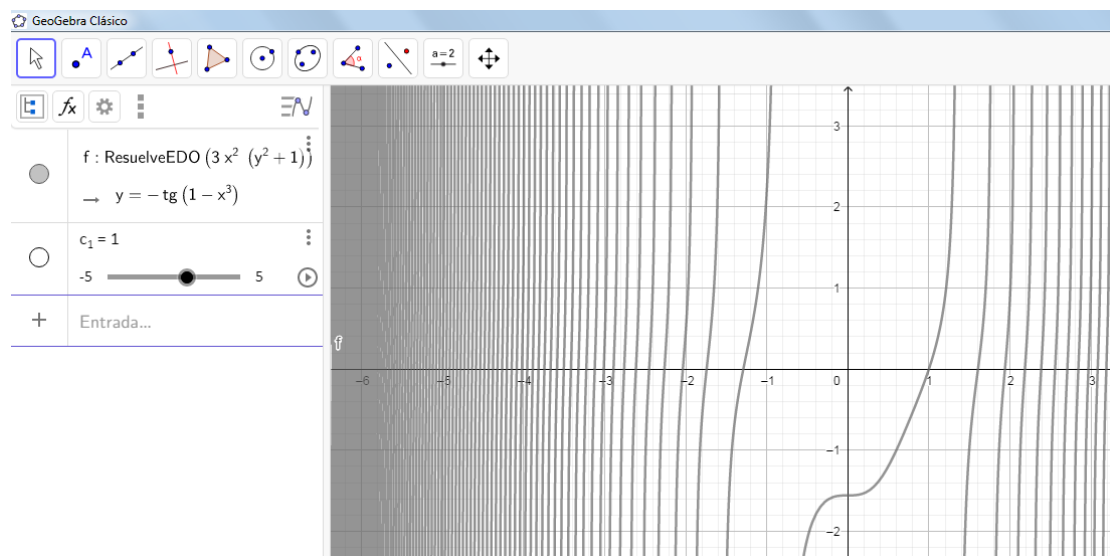 GeoGebra Clásico
A
α
a=2
fx
f : ResuelveEDO (3 x² (y² + 1))
→ y = − tg (1 − x³)
c₁ = 1
-5 5
+ Entrada...
f
3
2
1
−6 −5 −4 −3 −2 −1 0 1 2 3
−1
−2